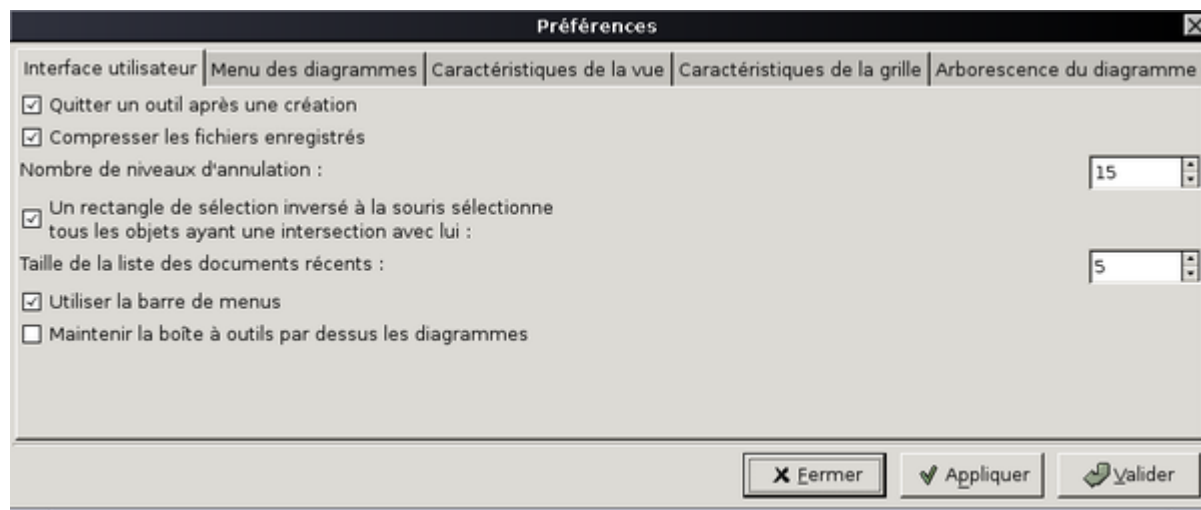 Préférences
Interface utilisateur Menu des diagrammes Caractéristiques de la vue Caractéristiques de la grille Arborescence du diagramme
Quitter un outil après une création
Compresser les fichiers enregistrés
Nombre de niveaux d'annulation : 15
Un rectangle de sélection inversé à la souris sélectionne
tous les objets ayant une intersection avec lui :
Taille de la liste des documents récents : 5
Utiliser la barre de menus
Maintenir la boîte à outils par dessus les diagrammes
Fermer Appliquer Valider